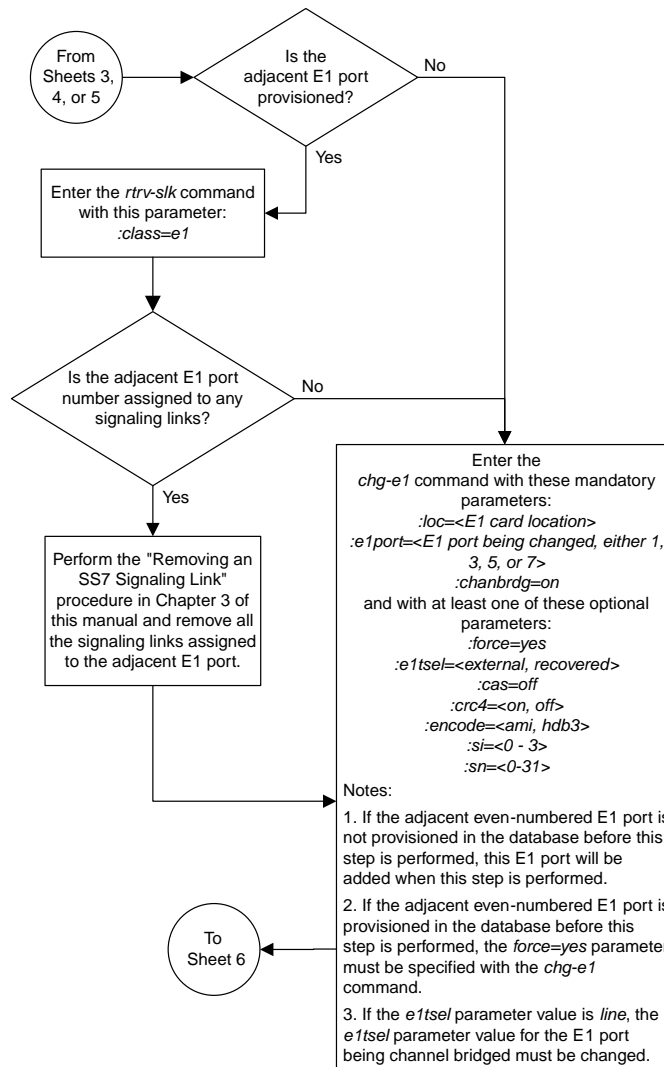 From
Sheets 3,
4, or 5
Is the
adjacent E1 port
provisioned?
No
Yes
Enter the rtrv-slk command
with this parameter:
:class=e1
Is the adjacent E1 port
number assigned to any
signaling links?
No
Yes
Perform the "Removing an
SS7 Signaling Link"
procedure in Chapter 3 of
this manual and remove all
the signaling links assigned
to the adjacent E1 port.
Enter the
chg-e1 command with these mandatory
parameters:
:loc=<E1 card location>
:e1port=<E1 port being changed, either 1,
3, 5, or 7>
:chanbrdg=on
and with at least one of these optional
parameters:
:force=yes
:e1tsel=<external, recovered>
:cas=off
:crc4=<on, off>
:encode=<ami, hdb3>
:si=<0 - 3>
:sn=<0-31>
Notes:
1. If the adjacent even-numbered E1 port is
not provisioned in the database before this
step is performed, this E1 port will be
added when this step is performed.
2. If the adjacent even-numbered E1 port is
provisioned in the database before this
step is performed, the force=yes parameter
must be specified with the chg-e1
command.
3. If the e1tsel parameter value is line, the
e1tsel parameter value for the E1 port
being channel bridged must be changed.
To
Sheet 6